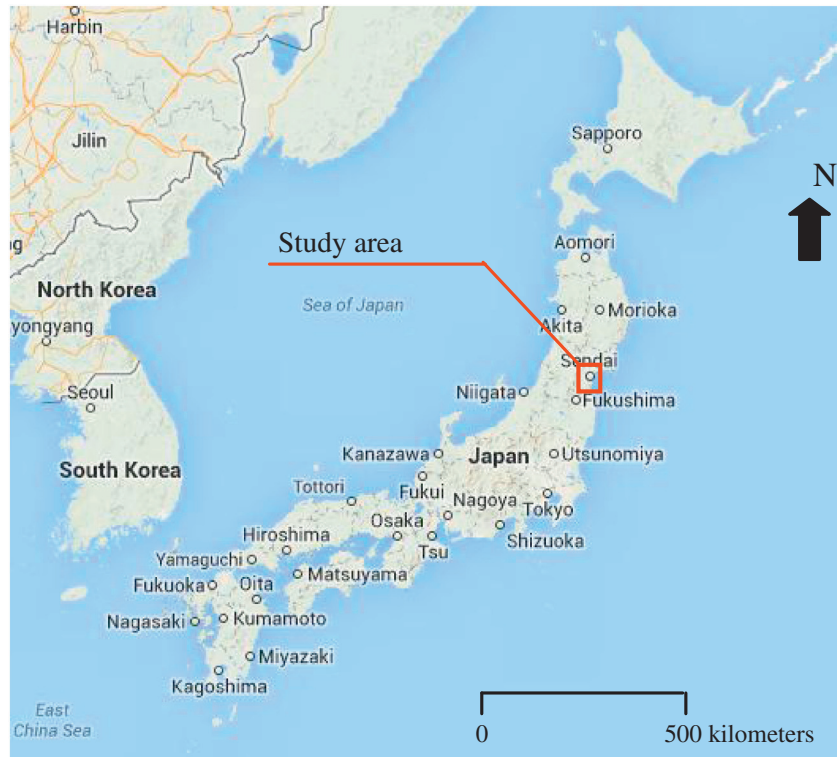 Harbin
Jilin
Sapporo
N
Study area
Aomori
North Korea
Sea of Japan
Akita
Morioka
yongyang
Sendai
Seoul
Niigata
Fukushima
South Korea
Kanazawa
Japan
Utsunomiya
Tottori
Fukui
Nagoya
Tokyo
Hiroshima
Osaka
Tsu
Shizuoka
Yamaguchi
Matsuyama
Fukuoka
Oita
Nagasaki
Kumamoto
Miyazaki
Kagoshima
East
China Sea
0
500 kilometers
ng